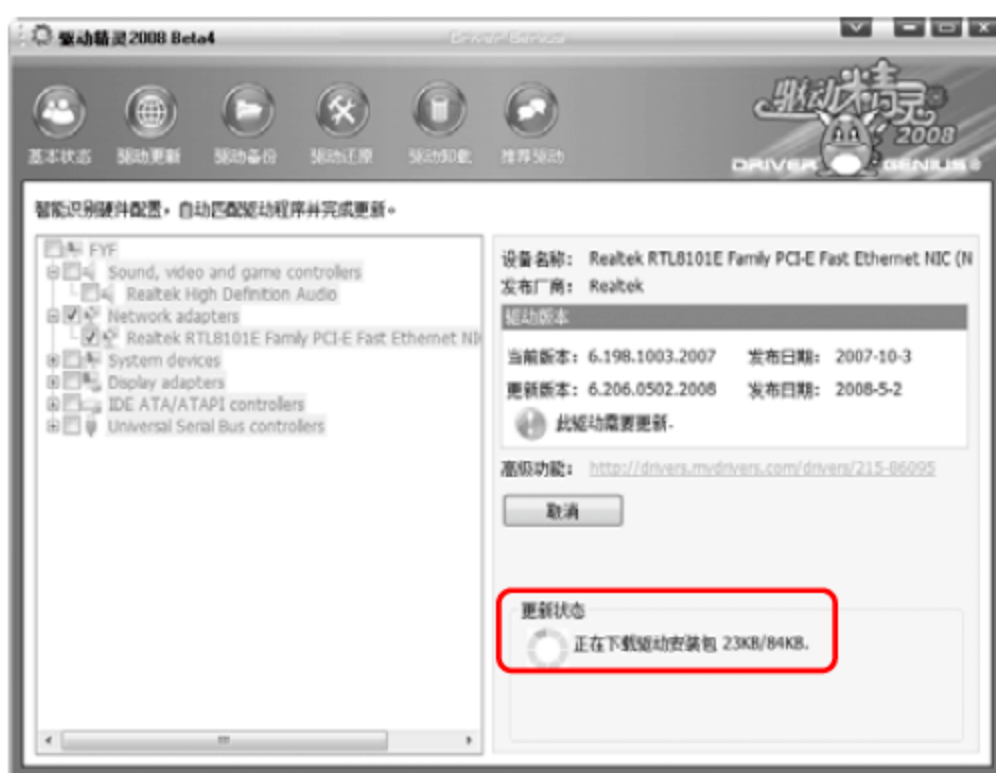 驱动精灵2008 Beta4
Driver Genius
基本状态 驱动更新 驱动备份 驱动还原 驱动卸载 推荐驱动
驱动精灵
2008
DRIVER GENIUS
智能识别硬件配置,自动匹配驱动程序并完成更新。
FYF
Sound, video and game controllers
Realtek High Definition Audio
Network adapters
Realtek RTL8101E Family PCI-E Fast Ethernet NI
System devices
Display adapters
IDE ATA/ATAPI controllers
Universal Serial Bus controllers
设备名称: Realtek RTL8101E Family PCI-E Fast Ethernet NIC (N
发布厂商: Realtek
驱动版本
当前版本: 6.198.1003.2007 发布日期: 2007-10-3
更新版本: 6.206.0502.2008 发布日期: 2008-5-2
此驱动需要更新.
高级功能: http://drivers.mydrivers.com/drivers/215-86095
取消
更新状态
正在下载驱动安装包 23KB/84KB.